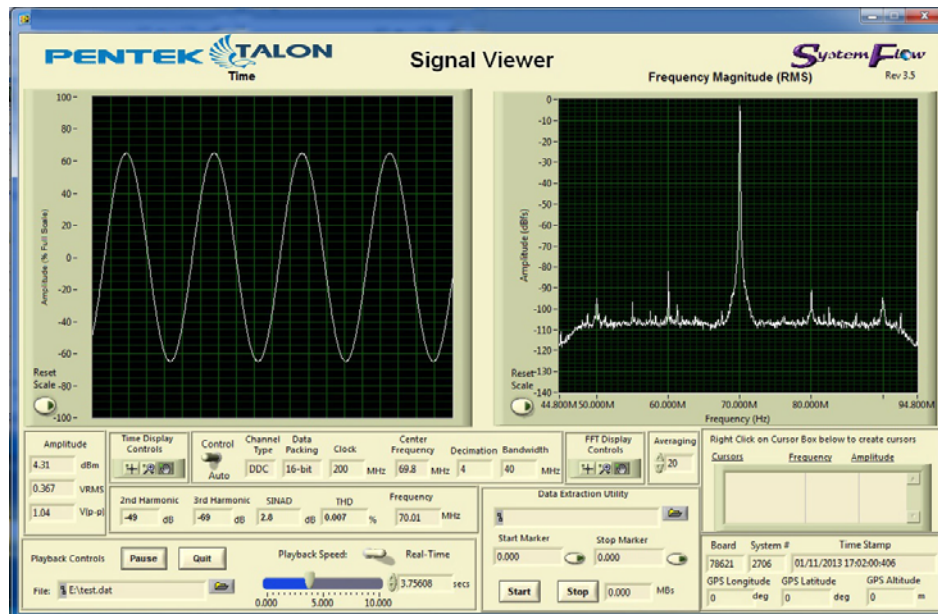 PENTEK TALON
Signal Viewer
SystemFlow
Rev 3.5
Time
Frequency Magnitude (RMS)
Amplitude (% Full Scale)
100
80
60
40
20
0
-20
-40
-60
-80
-100
Reset
Scale
Amplitude (dBfs)
0
-10
-20
-30
-40
-50
-60
-70
-80
-90
-100
-110
-120
-130
-140
Reset
Scale
44.800M 50.000M 60.000M 70.000M 80.000M 94.800M
Frequency (Hz)
Amplitude
4.31 dBm
0.367 VRMS
1.04 V(p-p)
Time Display
Controls
Control
Auto
Channel Type
DDC
Data Packing
16-bit
Clock
200 MHz
Center Frequency
69.8 MHz
Decimation
4
Bandwidth
40 MHz
FFT Display
Controls
Averaging
20
2nd Harmonic
-49 dB
3rd Harmonic
-69 dB
SINAD
2.8 dB
THD
0.007 %
Frequency
70.01 MHz
Data Extraction Utility
Start Marker
0.000
Stop Marker
0.000
Start
Stop
0.000 MBs
Right Click on Cursor Box below to create cursors
Cursors Frequency Amplitude
Playback Controls
Pause
Quit
Playback Speed:
Real-Time
File: E:\test.dat
0.000 5.000 10.000
3.75608 secs
Board System # Time Stamp
78621 2706 01/11/2013 17:02:00:406
GPS Longitude GPS Latitude GPS Altitude
0 deg 0 deg 0 m